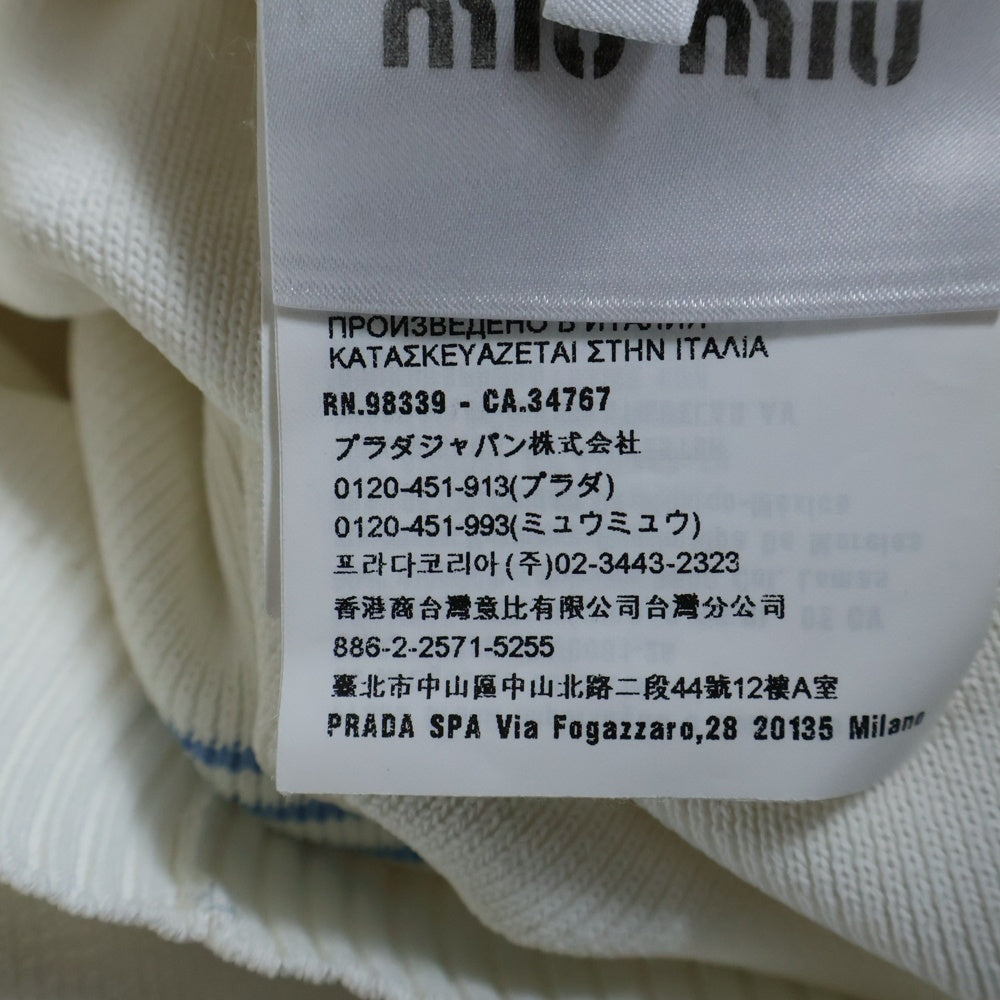 miu miu
ПРОИЗВЕДЕНО В ИТАЛИИ
ΚΑΤΑΣΚΕΥΑΖΕΤΑΙ ΣΤΗΝ ΙΤΑΛΙΑ
RN.98339 - CA.34767
プラダジャパン株式会社
0120-451-913(プラダ)
0120-451-993(ミュウミュウ)
프라다코리아(주)02-3443-2323
香港商台灣意比有限公司台灣分公司
886-2-2571-5255
臺北市中山區中山北路二段44號12樓A室
PRADA SPA Via Fogazzaro,28 20135 Milano